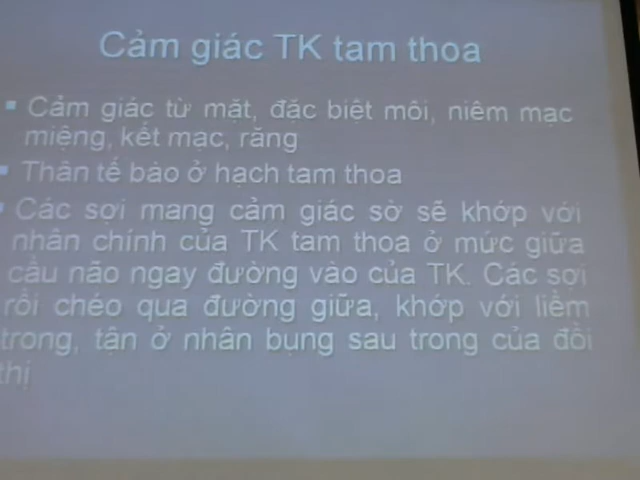 Cảm giác TK tam thoa
▪ Cảm giác từ mặt, đặc biệt môi, niêm mạc
miệng, kết mạc, răng
▪ Thân tế bào ở hạch tam thoa
▪ Các sợi mang cảm giác sờ sẽ khớp với
nhân chính của TK tam thoa ở mức giữa
cầu não ngay đường vào của TK. Các sợi
rồi chéo qua đường giữa, khớp với liềm
trong, tận ở nhân bụng sau trong của đồi
thị